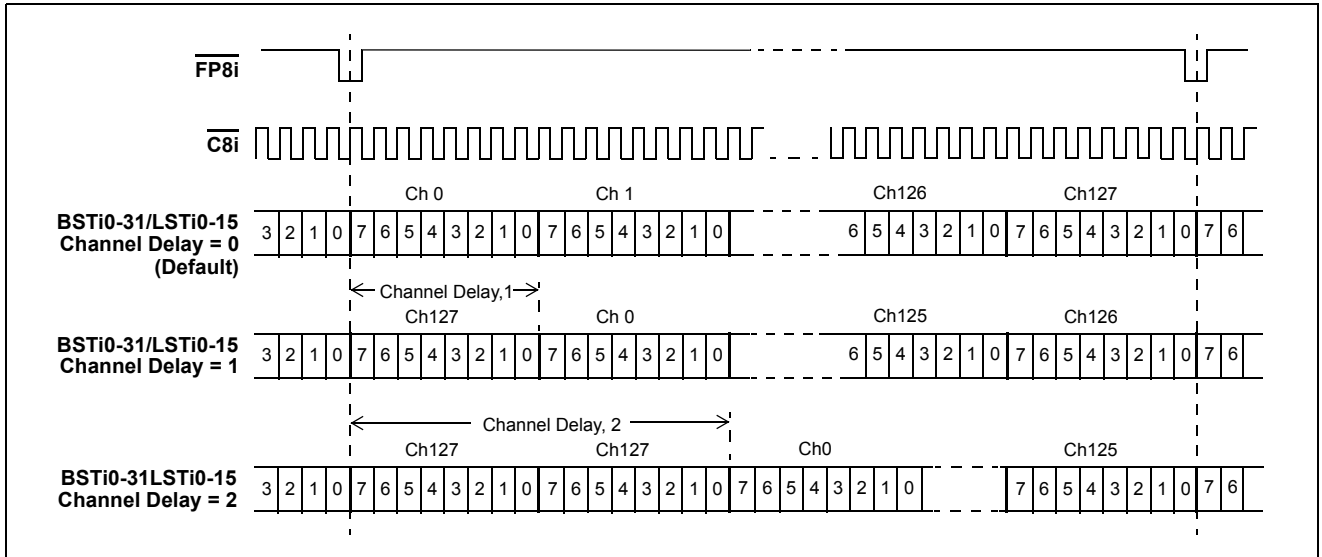 FP8i
C8i
Ch 0 Ch 1 Ch126 Ch127
BSTi0-31/LSTi0-15
Channel Delay = 0
(Default)
3 2 1 0 7 6 5 4 3 2 1 0 7 6 5 4 3 2 1 0 6 5 4 3 2 1 0 7 6 5 4 3 2 1 0 7 6
Channel Delay,1
Ch127 Ch 0 Ch125 Ch126
BSTi0-31/LSTi0-15
Channel Delay = 1
3 2 1 0 7 6 5 4 3 2 1 0 7 6 5 4 3 2 1 0 6 5 4 3 2 1 0 7 6 5 4 3 2 1 0 7 6
Channel Delay, 2
Ch127 Ch127 Ch0 Ch125
BSTi0-31LSTi0-15
Channel Delay = 2
3 2 1 0 7 6 5 4 3 2 1 0 7 6 5 4 3 2 1 0 7 6 5 4 3 2 1 0 7 6 5 4 3 2 1 0 7 6